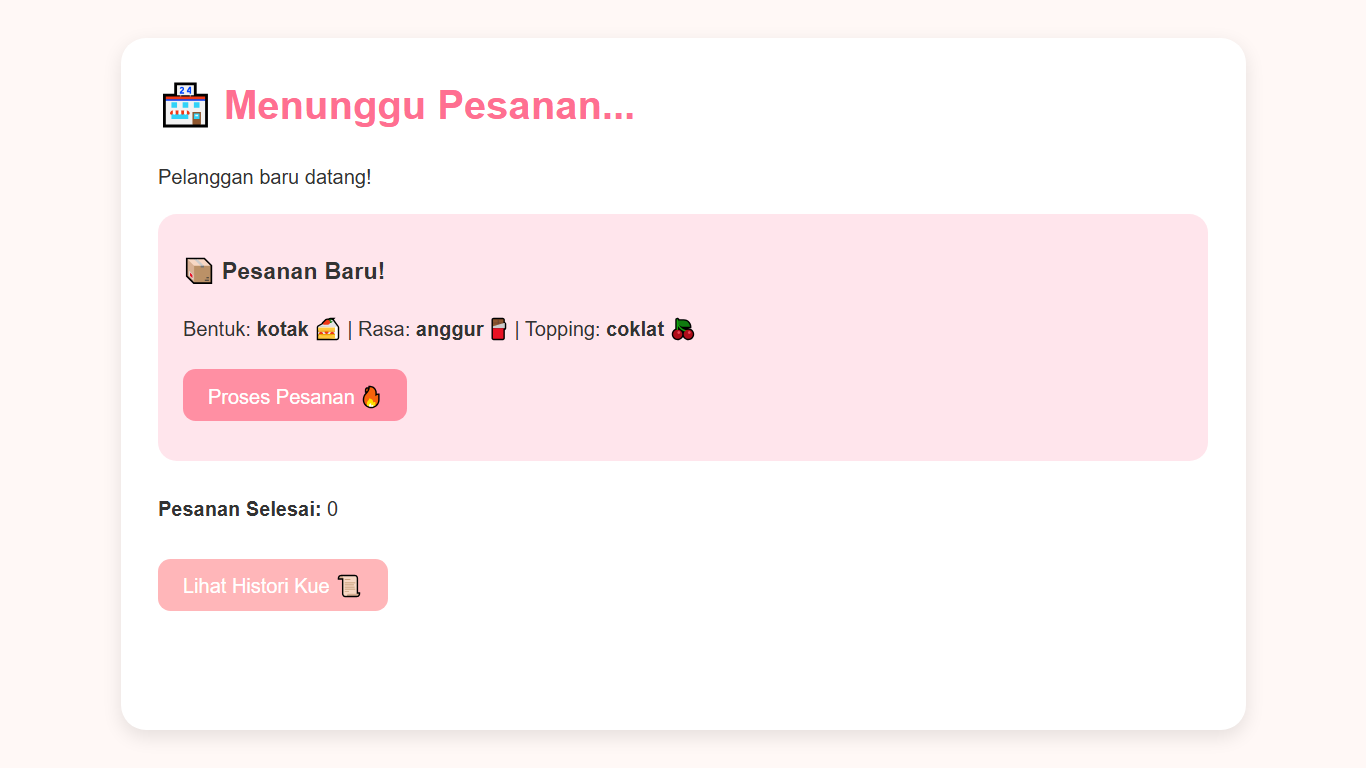 24 Menunggu Pesanan...
Pelanggan baru datang!
Pesanan Baru!
Bentuk: kotak 🍰 | Rasa: anggur 🍫 | Topping: coklat 🍒
Proses Pesanan 🔥
Pesanan Selesai: 0
Lihat Histori Kue 📜